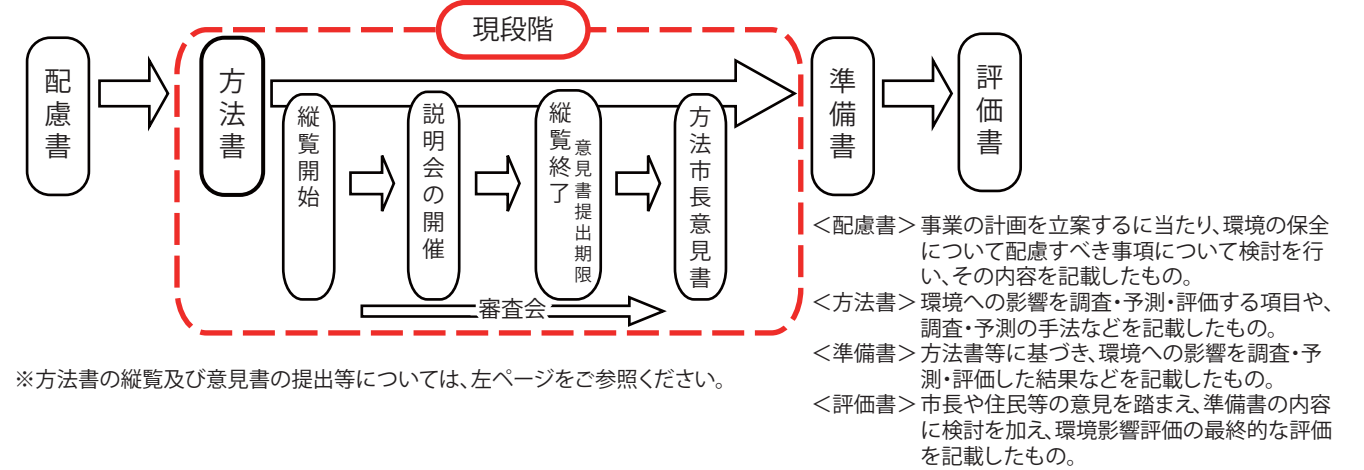 現段階
配慮書
方法書
縦覧開始
説明会の開催
縦覧終了
意見書提出期限
方法市長意見書
審査会
準備書
評価書
<配慮書>事業の計画を立案するに当たり、環境の保全
について配慮すべき事項について検討を行
い、その内容を記載したもの。
<方法書>環境への影響を調査・予測・評価する項目や、
調査・予測の手法などを記載したもの。
<準備書>方法書等に基づき、環境への影響を調査・予
測・評価した結果などを記載したもの。
<評価書>市長や住民等の意見を踏まえ、準備書の内容
に検討を加え、環境影響評価の最終的な評価
を記載したもの。
※方法書の縦覧及び意見書の提出等については、左ページをご参照ください。